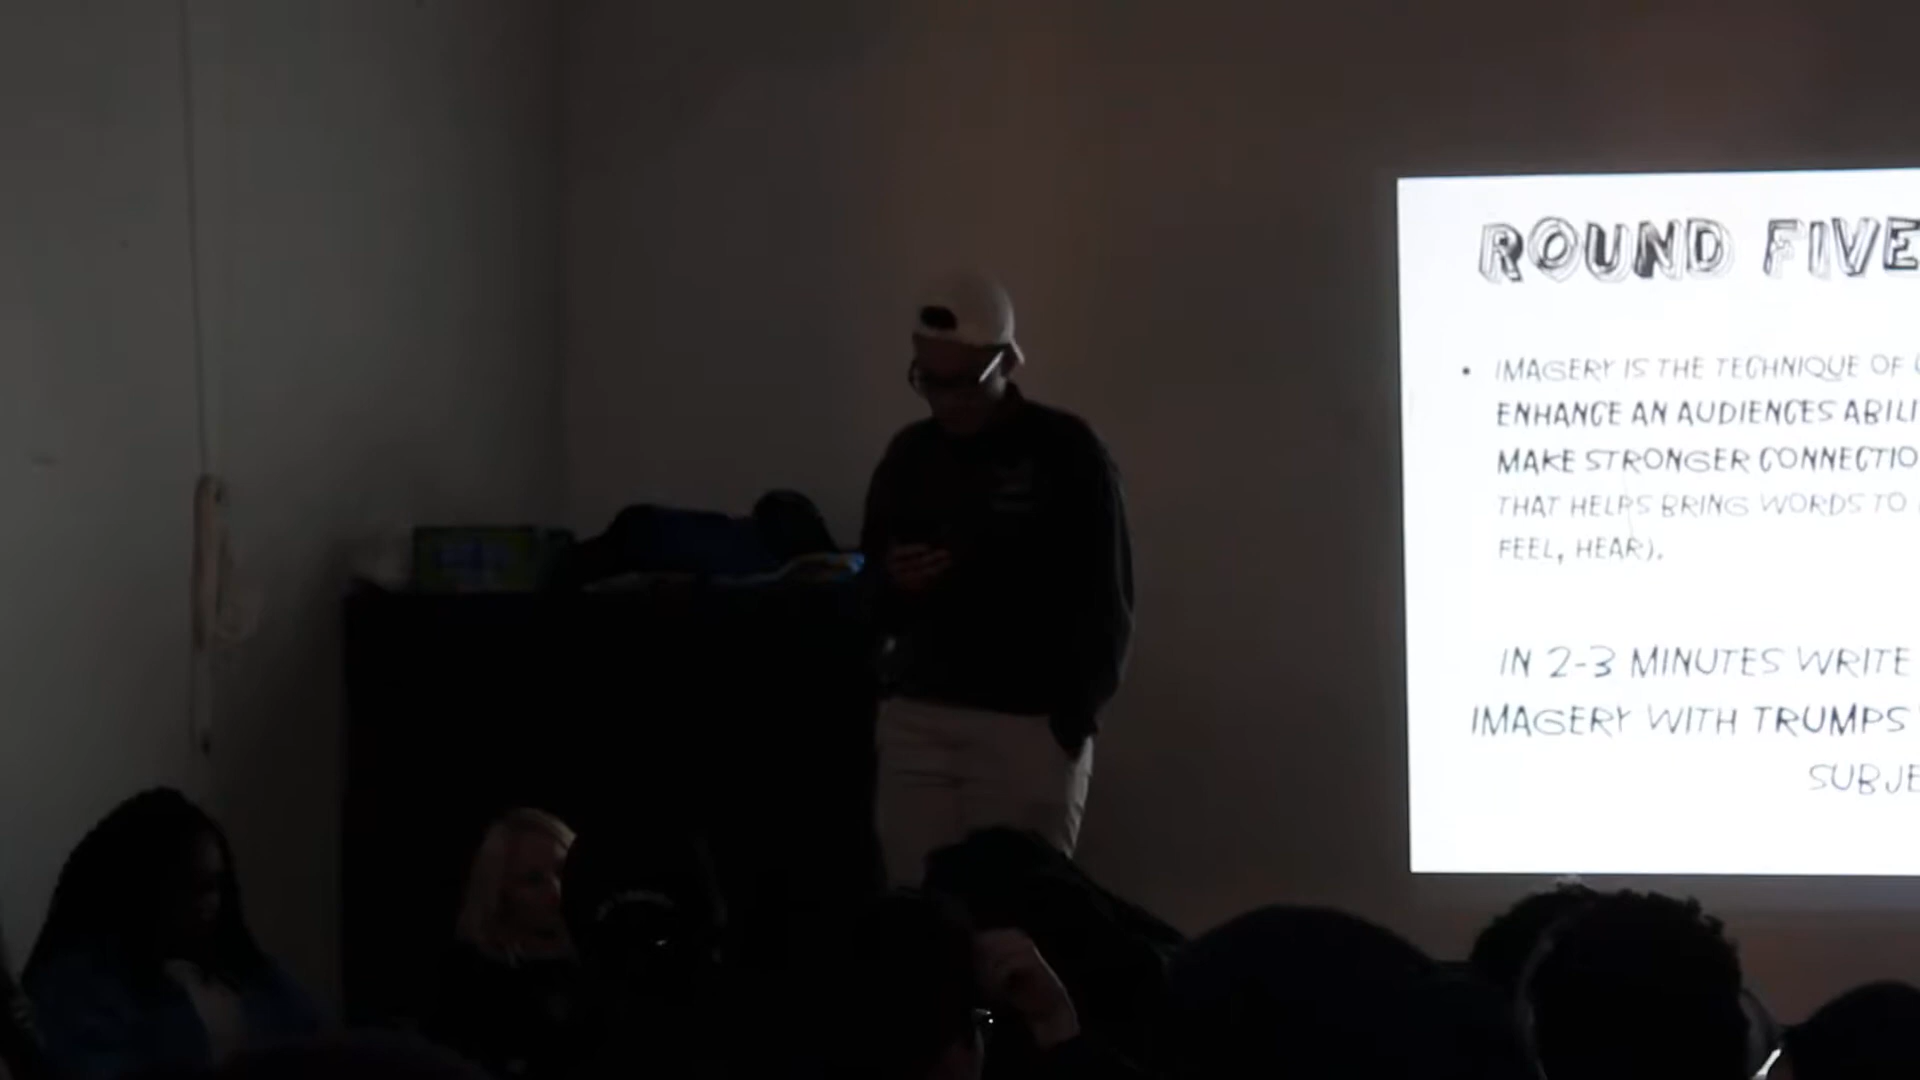 ROUND FIVE
• IMAGERY IS THE TECHNIQUE OF
ENHANCE AN AUDIENCES ABILI
MAKE STRONGER CONNECTIO
THAT HELPS BRING WORDS TO
FEEL, HEAR).
IN 2-3 MINUTES WRITE
IMAGERY WITH TRUMPS
SUBJE